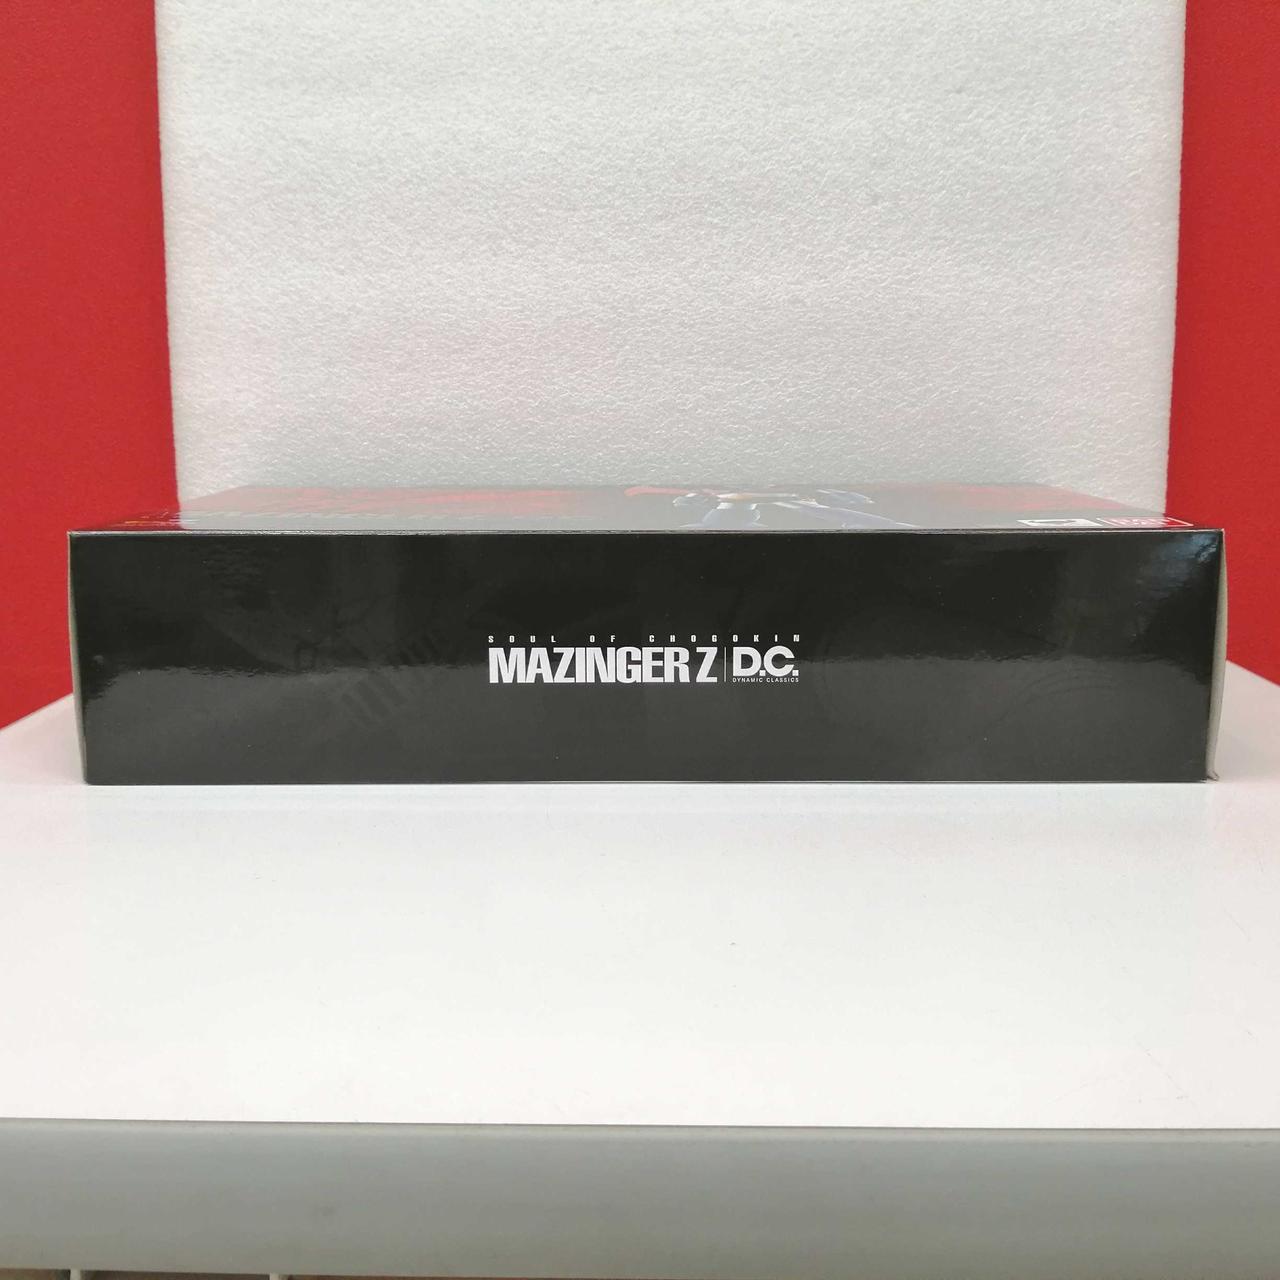 SOUL OF CHOGOKIN
MAZINGER Z D.C.
DYNAMIC CLASSICS